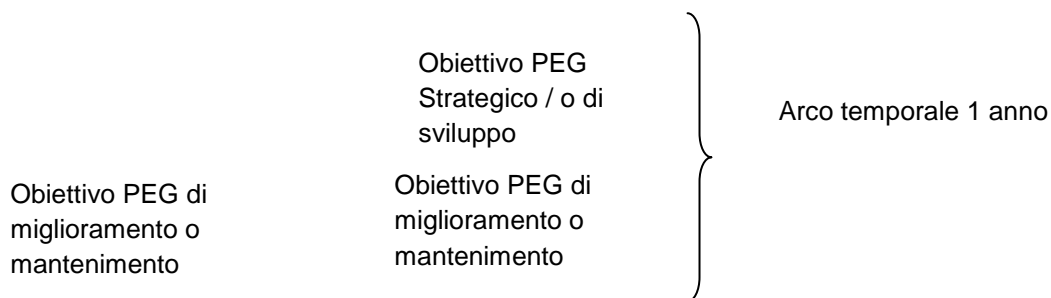 Obiettivo PEG
Strategico / o di
sviluppo
Arco temporale 1 anno
Obiettivo PEG di
miglioramento o
mantenimento
Obiettivo PEG di
miglioramento o
mantenimento